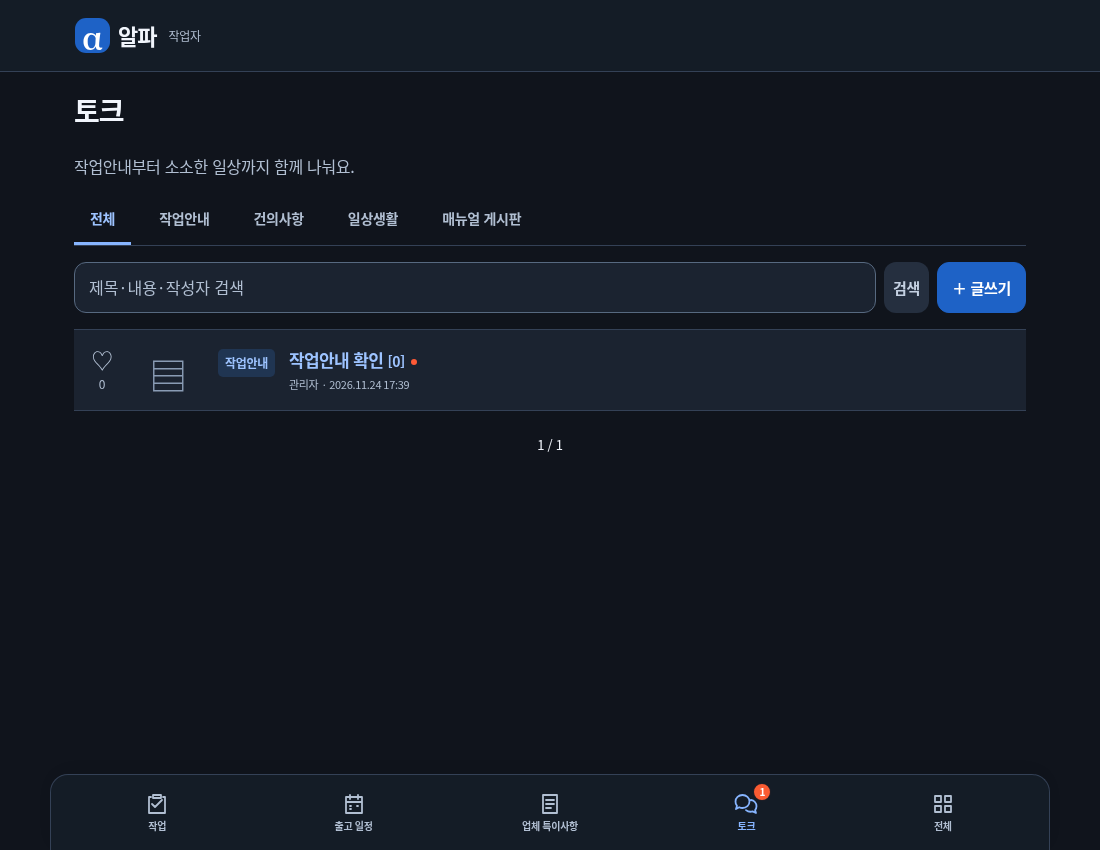 α 알파 작업자
토크
작업안내부터 소소한 일상까지 함께 나눠요.
전체 작업안내 건의사항 일상생활 매뉴얼 게시판
제목·내용·작성자 검색 검색 + 글쓰기
♡ 작업안내 작업안내 확인 [0]
0 관리자 · 2026.11.24 17:39
1 / 1
1
작업 출고 일정 업체 특이사항 토크 전체